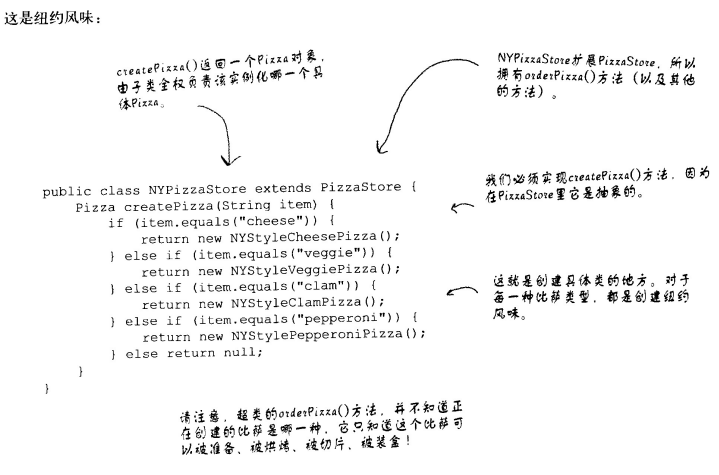 这是纽约风味：
createPizza()返回一个Pizza对象，
由子类全权负责该实例化哪一个具
体Pizza。
NYPizzaStore扩展PizzaStore，所以
拥有orderPizza()方法（以及其他
的方法）。
我们必须实现createPizza()方法，因为
在PizzaStore里它是抽象的。
public class NYPizzaStore extends PizzaStore {
Pizza createPizza(String item) {
if (item.equals("cheese")) {
return new NYStyleCheesePizza();
} else if (item.equals("veggie")) {
return new NYStyleVeggiePizza();
} else if (item.equals("clam")) {
return new NYStyleClamPizza();
} else if (item.equals("pepperoni")) {
return new NYStylePepperoniPizza();
} else return null;
}
}
这就是创建具体类的地方。对于
每一种比萨类型，都是创建纽约
风味。
请注意，超类的orderPizza()方法，并不知道正
在创建的比萨是哪一种，它只知道这个比萨可
以被准备、被烘烤、被切片、被装盒！